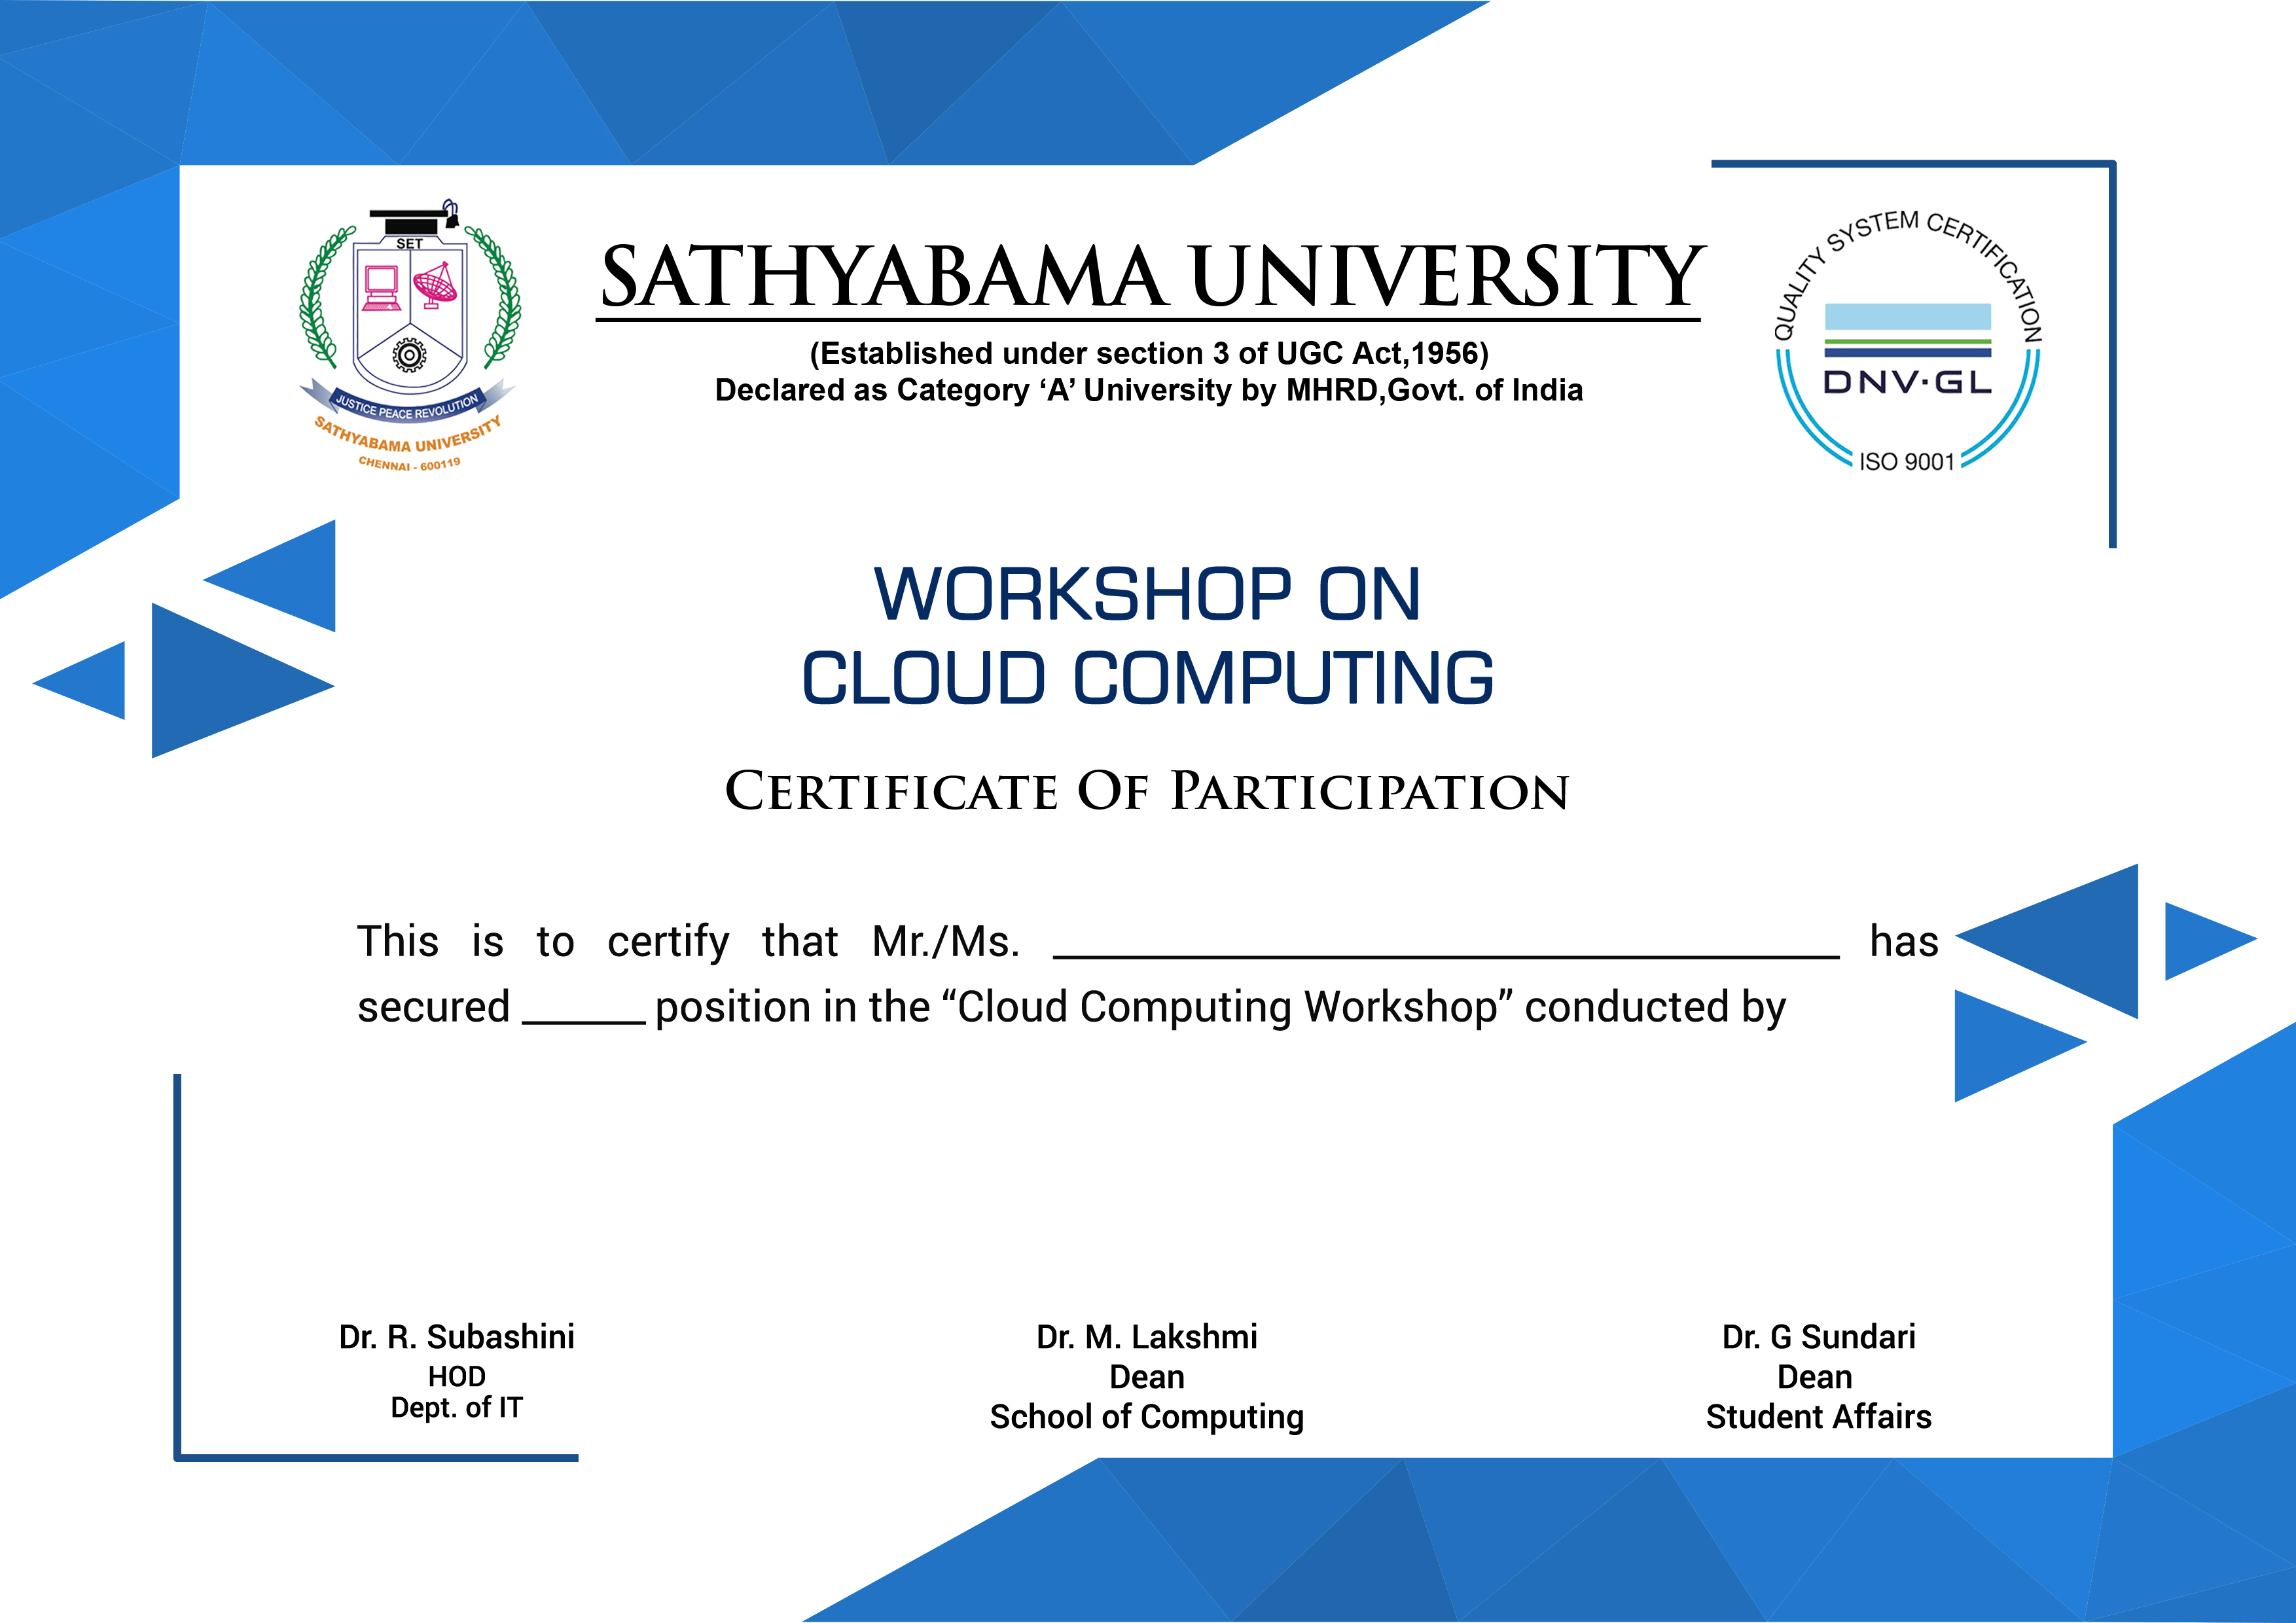 SET
JUSTICE PEACE REVOLUTION
SATHYABAMA UNIVERSITY
CHENNAI - 600119
SATHYABAMA UNIVERSITY
(Established under section 3 of UGC Act,1956)
Declared as Category ‘A’ University by MHRD,Govt. of India
QUALITY SYSTEM CERTIFICATION
DNV·GL
ISO 9001
WORKSHOP ON
CLOUD COMPUTING
CERTIFICATE OF PARTICIPATION
This is to certify that Mr./Ms. ____________________ has
secured _____ position in the “Cloud Computing Workshop” conducted by
Dr. R. Subashini
HOD
Dept. of IT
Dr. M. Lakshmi
Dean
School of Computing
Dr. G Sundari
Dean
Student Affairs